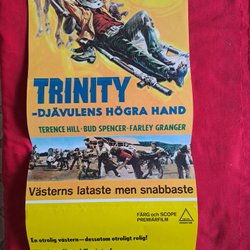 TRINITY
-DJÄVULENS HÖGRA HAND
TERENCE HILL · BUD SPENCER · FARLEY GRANGER
Västerns lataste men snabbaste
FÄRG och SCOPE
PREMIÄRFILM
En otrolig västern—dessutom otroligt rolig!